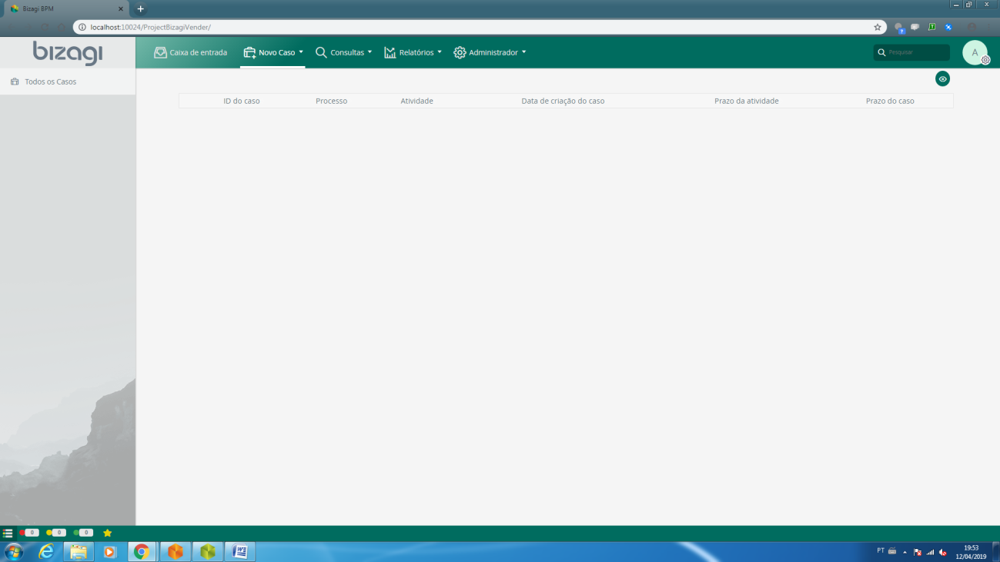 Bizagi BPM
localhost:10024/ProjectBizagiVender/
bizagi
Caixa de entrada
Novo Caso
Consultas
Relatórios
Administrador
Pesquisar
A
Todos os Casos
ID do caso
Processo
Atividade
Data de criação do caso
Prazo da atividade
Prazo do caso
0
0
0
PT
19:53
12/04/2019